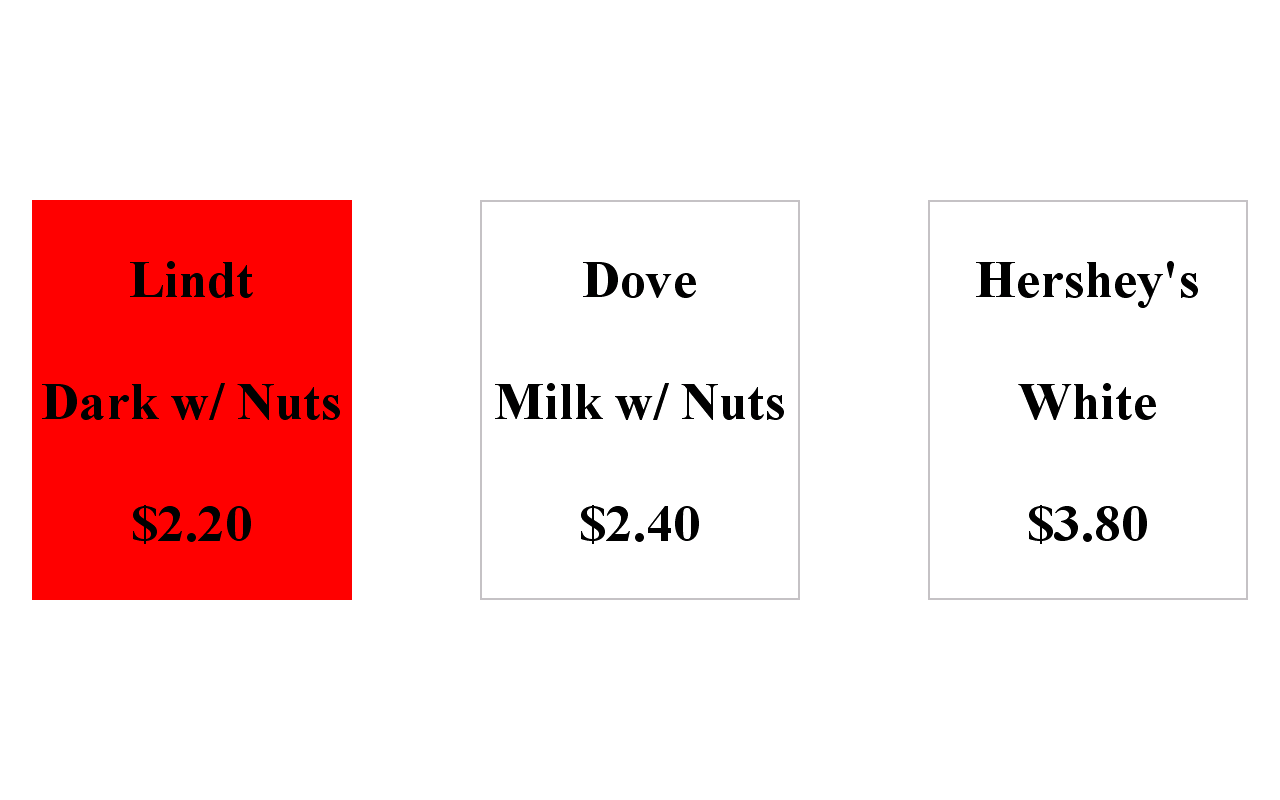 Lindt
Dark w/ Nuts
$2.20
Dove
Milk w/ Nuts
$2.40
Hershey's
White
$3.80